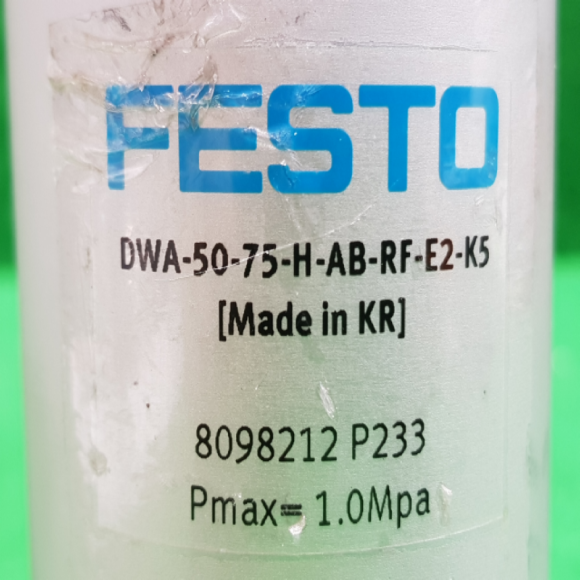 FESTO
DWA-50-75-H-AB-RF-E2-K5
[Made in KR]
8098212 P233
Pmax= 1.0Mpa